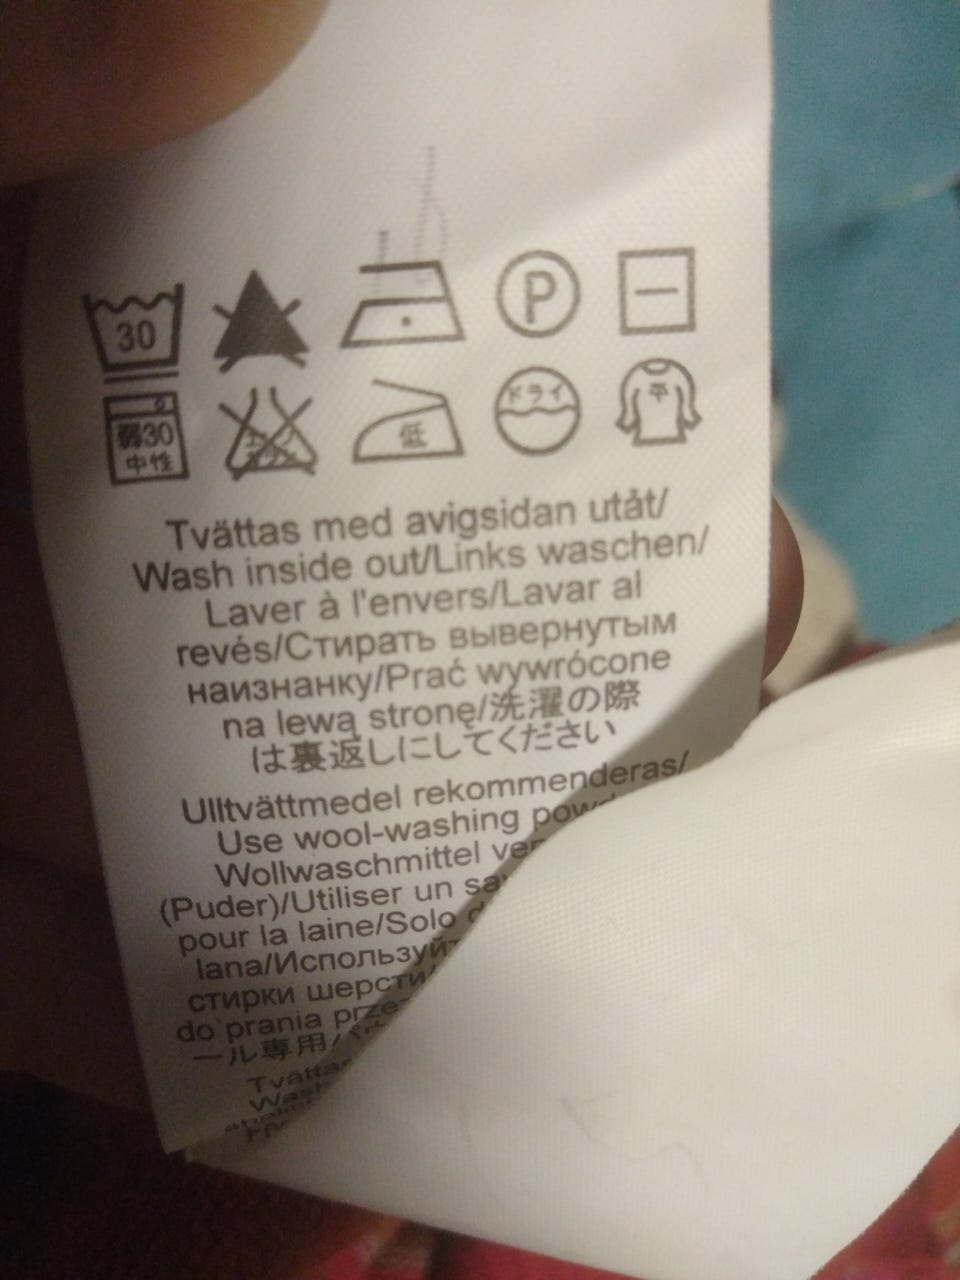 30
P
弱30
中性
低
ドライ
平
Tvättas med avigsidan utåt/
Wash inside out/Links waschen/
Laver à l'envers/Lavar al
revés/Стирать вывернутым
наизнанку/Prać wywrócone
na lewą stronę/洗濯の際
は裏返しにしてください
Ulltvättmedel rekommenderas/
Use wool-washing
Wollwaschmittel
(Puder)/Utiliser un
pour la laine/Solo
lana/
стирки шерсти/
do prania
ール専用/
Wash